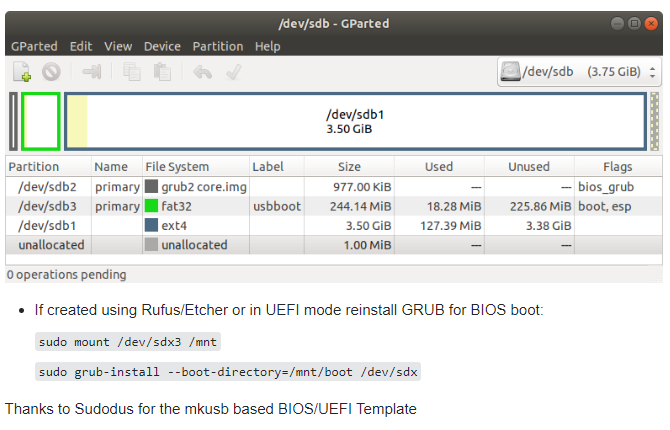 /dev/sdb - GParted
GParted Edit View Device Partition Help
/dev/sdb (3.75 GiB)
/dev/sdb1
3.50 GiB
Partition Name File System Label Size Used Unused Flags
/dev/sdb2 primary grub2 core.img 977.00 KiB --- --- bios_grub
/dev/sdb3 primary fat32 usbboot 244.14 MiB 18.28 MiB 225.86 MiB boot, esp
/dev/sdb1 ext4 3.50 GiB 127.39 MiB 3.38 GiB
unallocated unallocated 1.00 MiB --- ---
0 operations pending
• If created using Rufus/Etcher or in UEFI mode reinstall GRUB for BIOS boot:
sudo mount /dev/sdx3 /mnt
sudo grub-install --boot-directory=/mnt/boot /dev/sdx
Thanks to Sudodus for the mkusb based BIOS/UEFI Template